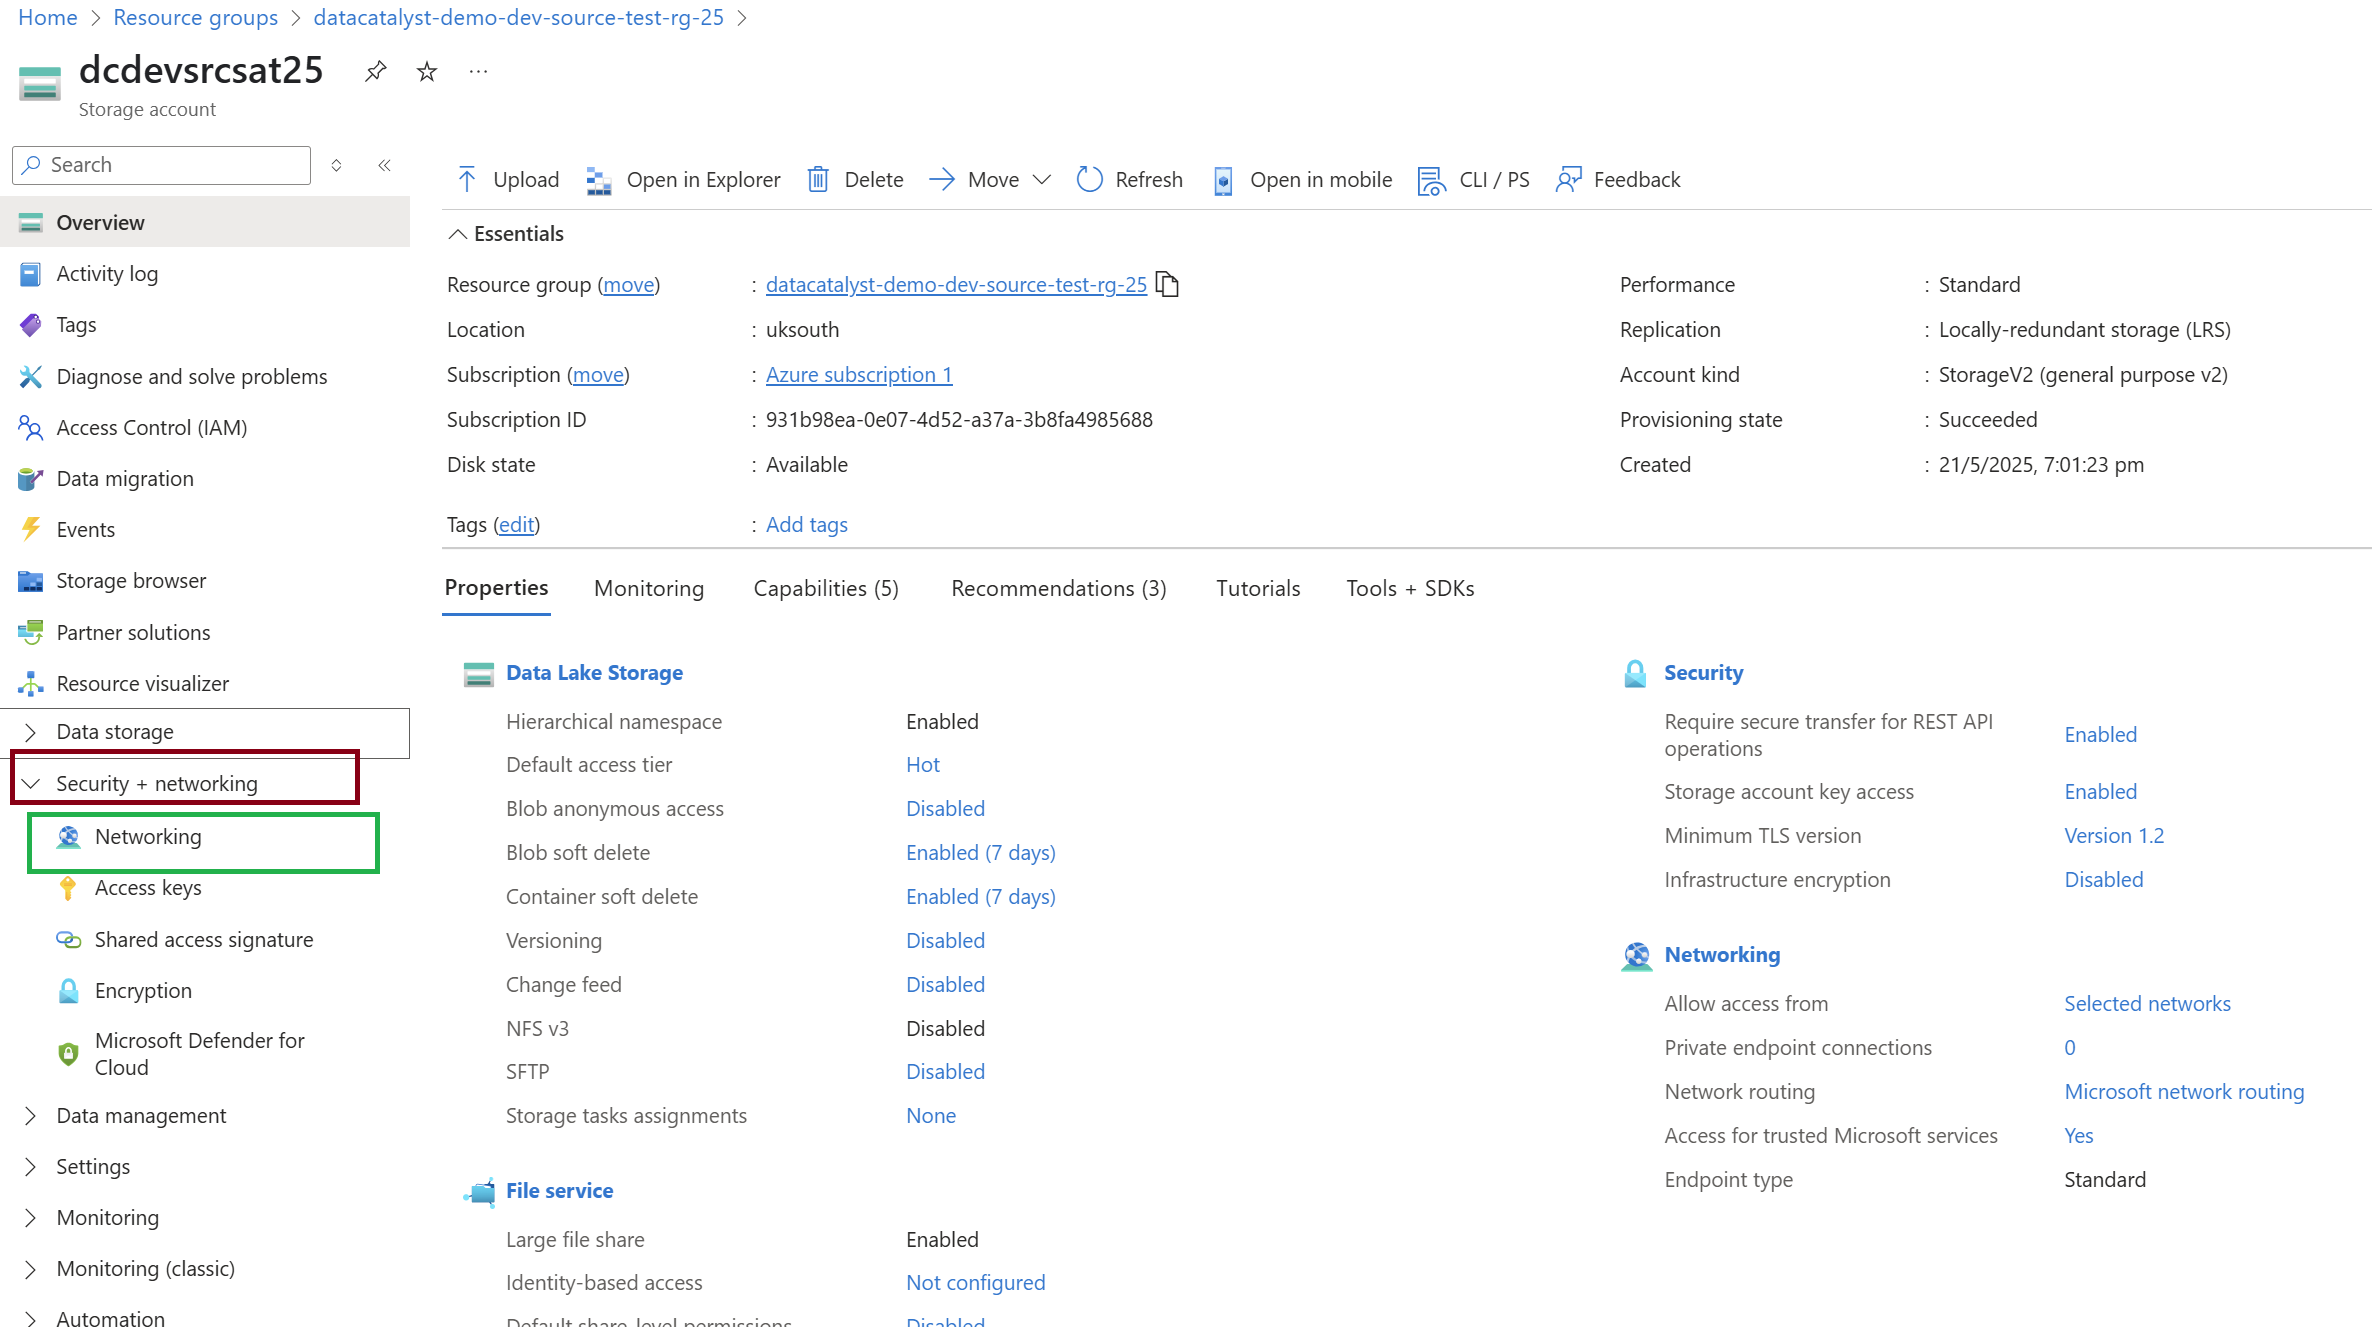 Home > Resource groups > datacatalyst-demo-dev-source-test-rg-25 >
dcdevsrcsat25
...
Storage account
Search
Overview
Activity log
Tags
Diagnose and solve problems
Access Control (IAM)
Data migration
Events
Storage browser
Partner solutions
Resource visualizer
Data storage
Security + networking
Networking
Access keys
Shared access signature
Encryption
Microsoft Defender for
Cloud
Data management
Settings
Monitoring
Monitoring (classic)
Automation
Upload Open in Explorer Delete Move Refresh Open in mobile CLI / PS Feedback
Essentials
Resource group (move) : datacatalyst-demo-dev-source-test-rg-25
Location : uksouth
Subscription (move) : Azure subscription 1
Subscription ID : 931b98ea-0e07-4d52-a37a-3b8fa4985688
Disk state : Available
Tags (edit) : Add tags
Performance : Standard
Replication : Locally-redundant storage (LRS)
Account kind : StorageV2 (general purpose v2)
Provisioning state : Succeeded
Created : 21/5/2025, 7:01:23 pm
Properties Monitoring Capabilities (5) Recommendations (3) Tutorials Tools + SDKs
Data Lake Storage
Hierarchical namespace Enabled
Default access tier Hot
Blob anonymous access Disabled
Blob soft delete Enabled (7 days)
Container soft delete Enabled (7 days)
Versioning Disabled
Change feed Disabled
NFS v3 Disabled
SFTP Disabled
Storage tasks assignments None
File service
Large file share Enabled
Identity-based access Not configured
Default share-level permissions Disabled
Security
Require secure transfer for REST API
operations Enabled
Storage account key access Enabled
Minimum TLS version Version 1.2
Infrastructure encryption Disabled
Networking
Allow access from Selected networks
Private endpoint connections 0
Network routing Microsoft network routing
Access for trusted Microsoft services Yes
Endpoint type Standard